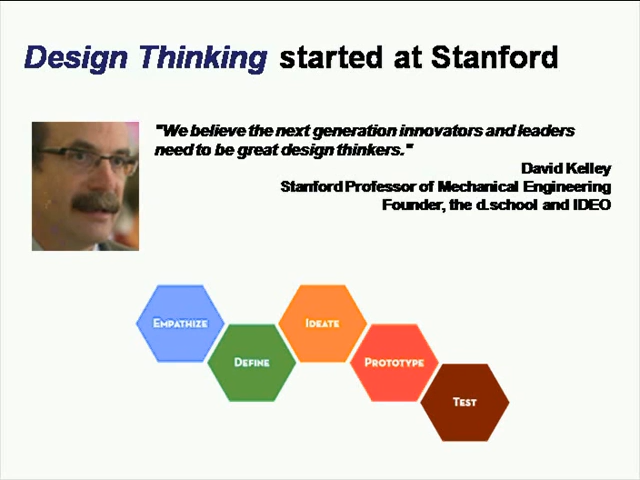 Design Thinking started at Stanford
"We believe the next generation innovators and leaders
need to be great design thinkers."
David Kelley
Stanford Professor of Mechanical Engineering
Founder, the d.school and IDEO
EMPATHIZE
DEFINE
IDEATE
PROTOTYPE
TEST